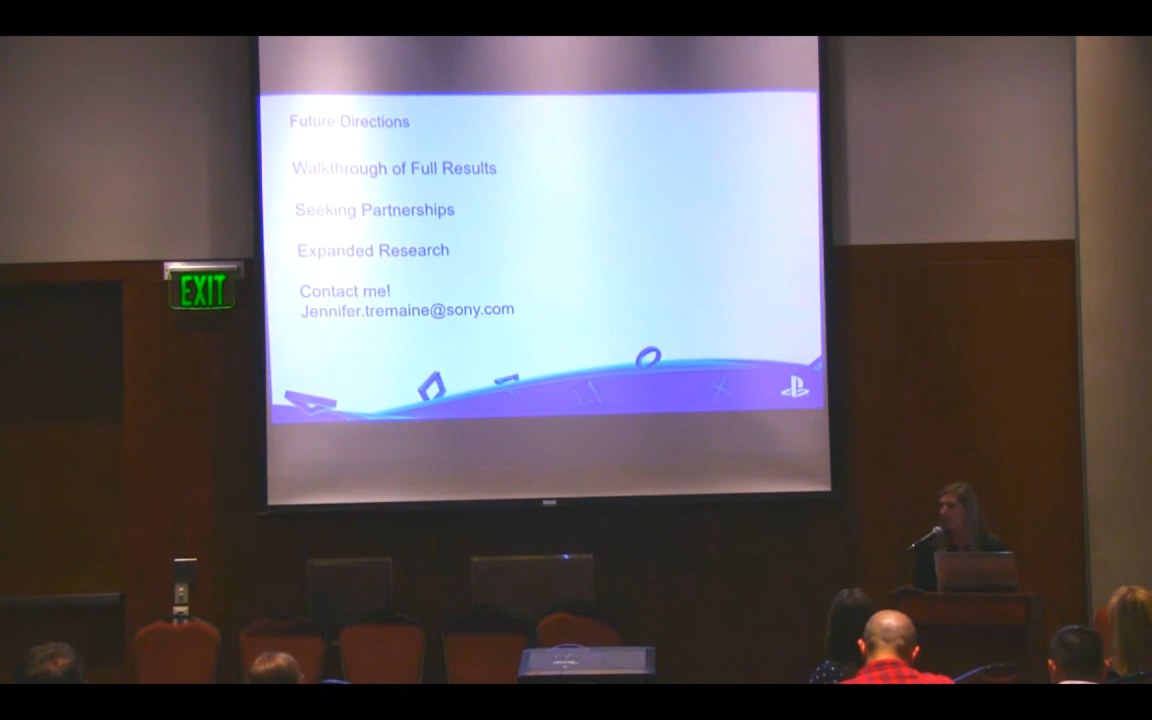 Future Directions
Walkthrough of Full Results
Seeking Partnerships
Expanded Research
Contact me!
Jennifer.tremaine@sony.com
EXIT